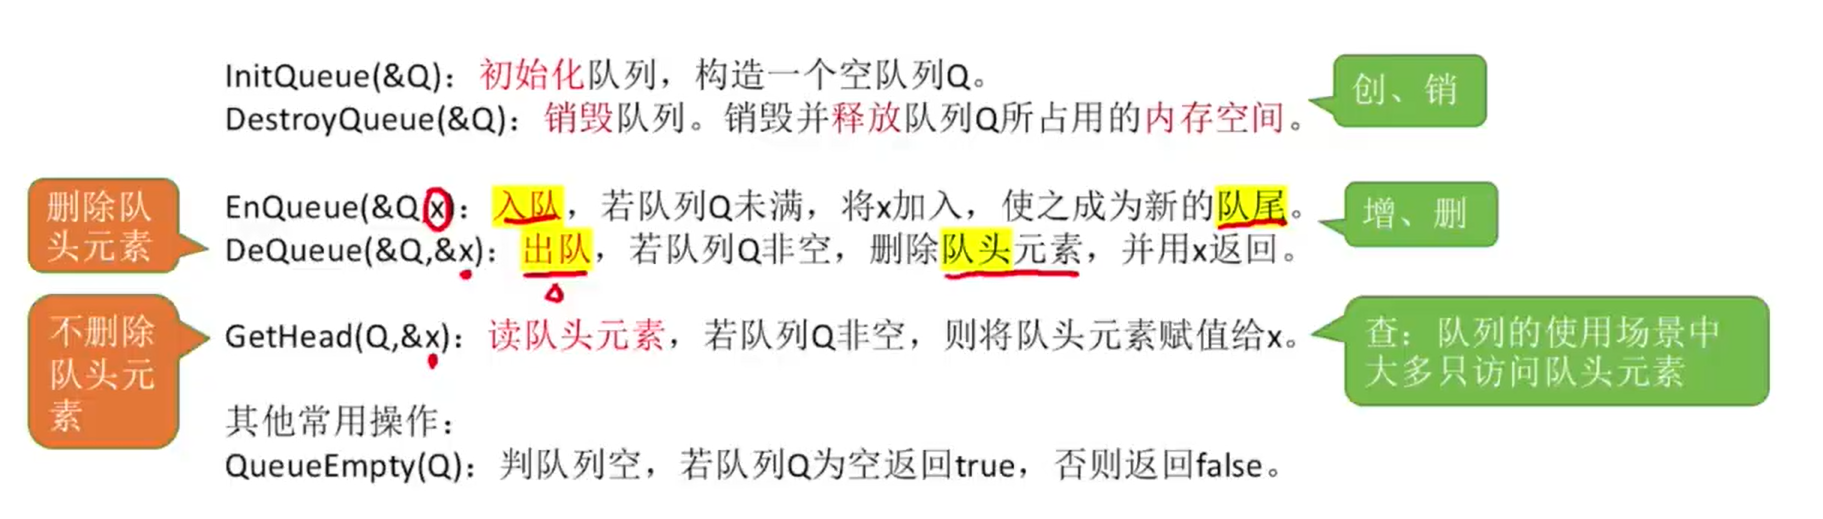 InitQueue(&Q)：初始化队列，构造一个空队列Q。
DestroyQueue(&Q)：销毁队列。销毁并释放队列Q所占用的内存空间。
创、销
删除队
头元素
EnQueue(&Q,x)：入队，若队列Q未满，将x加入，使之成为新的队尾。
DeQueue(&Q,&x)：出队，若队列Q非空，删除队头元素，并用x返回。
增、删
不删除
队头元
素
GetHead(Q,&x)：读队头元素，若队列Q非空，则将队头元素赋值给x。
查：队列的使用场景中
大多只访问队头元素
其他常用操作：
QueueEmpty(Q)：判队列空，若队列Q为空返回true，否则返回false。